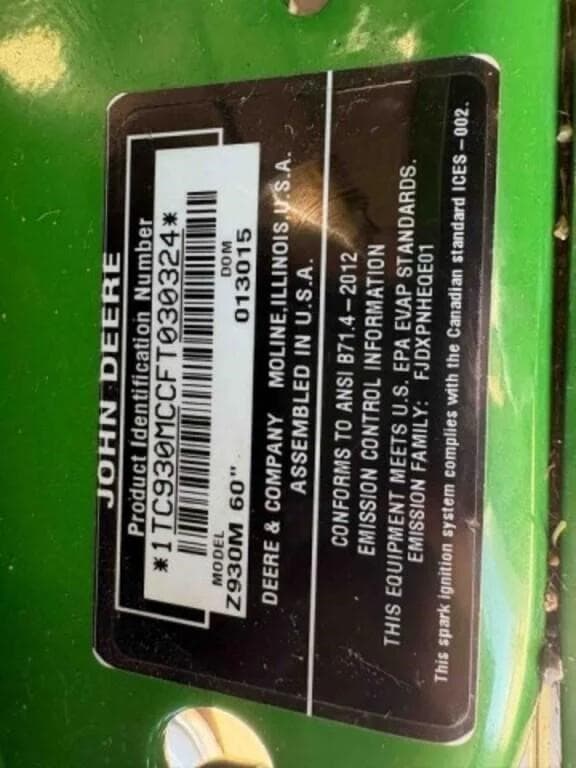 JOHN DEERE
Product Identification Number
*1TC930MCCFT030324*
MODEL DOM
Z930M 60" 013015
DEERE & COMPANY MOLINE, ILLINOIS, U.S.A.
ASSEMBLED IN U.S.A.
CONFORMS TO ANSI B71.4-2012
EMISSION CONTROL INFORMATION
THIS EQUIPMENT MEETS U.S. EPA EVAP STANDARDS.
EMISSION FAMILY: FJDXPNHEQE01
This spark ignition system complies with the Canadian standard ICES-002.